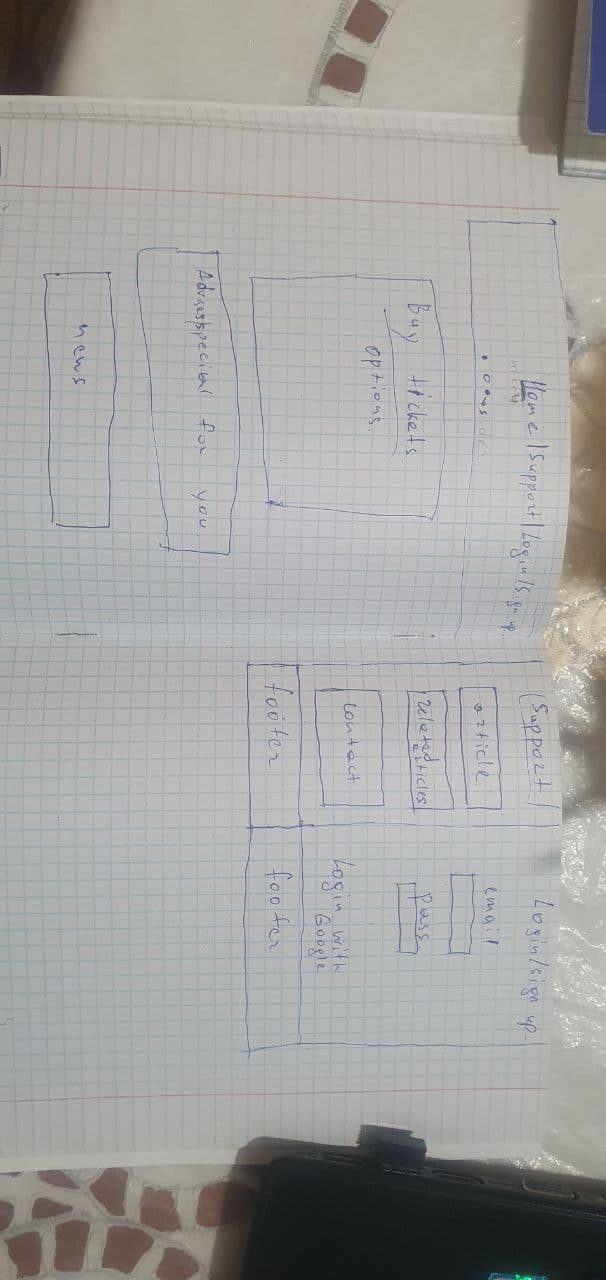 Home/Support/Login/Sign up
Buy tickets
options.
special for you.
news
Support
article
related
articles
contact
footer
Login/sign up.
email
Pass
Login with
Google
footer